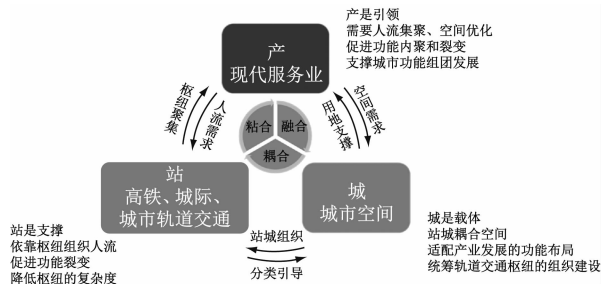 产是引领
需要人流集聚、空间优化
促进功能内聚和裂变
支撑城市功能组团发展
产
现代服务业
枢纽聚集
人流需求
用地支撑
空间需求
粘合
融合
耦合
站
高铁、城际、
城市轨道交通
城
城市空间
站城组织
分类引导
站是支撑
依靠枢纽组织人流
促进功能裂变
降低枢纽的复杂度
城是载体
站城耦合空间
适配产业发展的功能布局
统筹轨道交通枢纽的组织建设